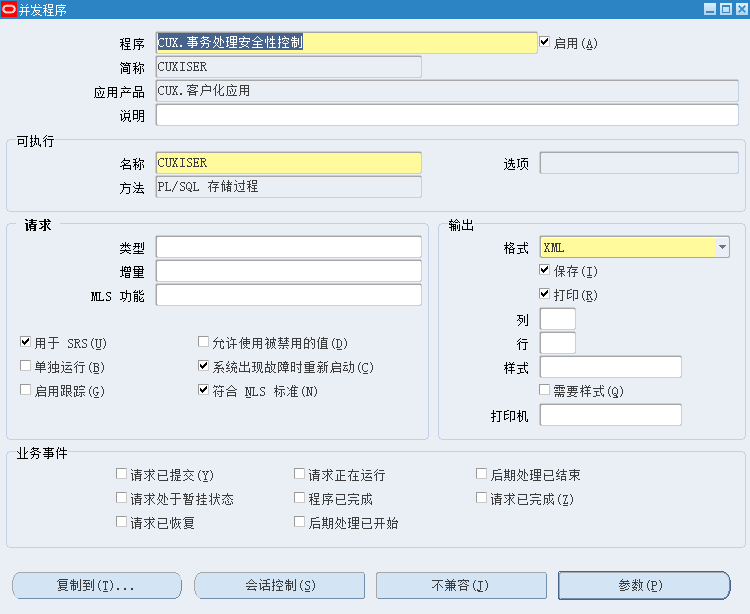 并发程序
程序 CUX.事务处理安全性控制 启用(A)
简称 CUXISER
应用产品 CUX.客户化应用
说明
可执行
名称 CUXISER 选项
方法 PL/SQL 存储过程
请求
类型
增量
MLS 功能
用于 SRS(U) 允许使用被禁用的值(D)
单独运行(B) 系统出现故障时重新启动(C)
启用跟踪(G) 符合 NLS 标准(N)
输出
格式 XML
保存(I)
打印(R)
列
行
样式
需要样式(Q)
打印机
业务事件
请求已提交(Y) 请求正在运行 后期处理已结束
请求处于暂挂状态 程序已完成 请求已完成(Z)
请求已恢复 后期处理已开始
复制到(T)... 会话控制(S) 不兼容(J) 参数(P)